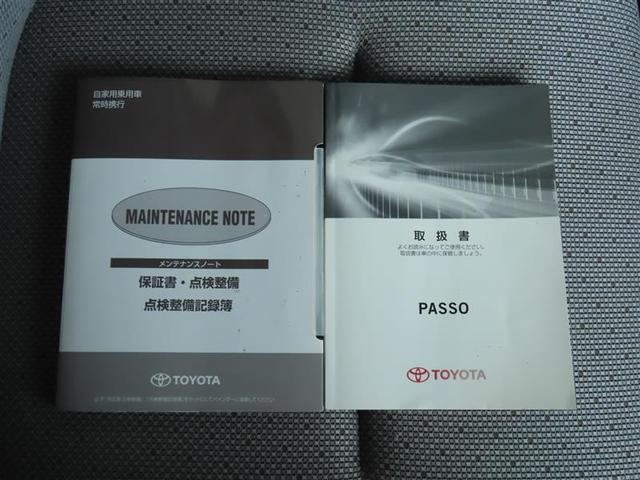 自家用乗用車
常時携行
MAINTENANCE NOTE
メンテナンスノート
保証書・点検整備
点検整備記録簿
TOYOTA
取扱書
よくお読みになってご使用ください。
取扱書は車の中に保管しましょう。
PASSO
TOYOTA